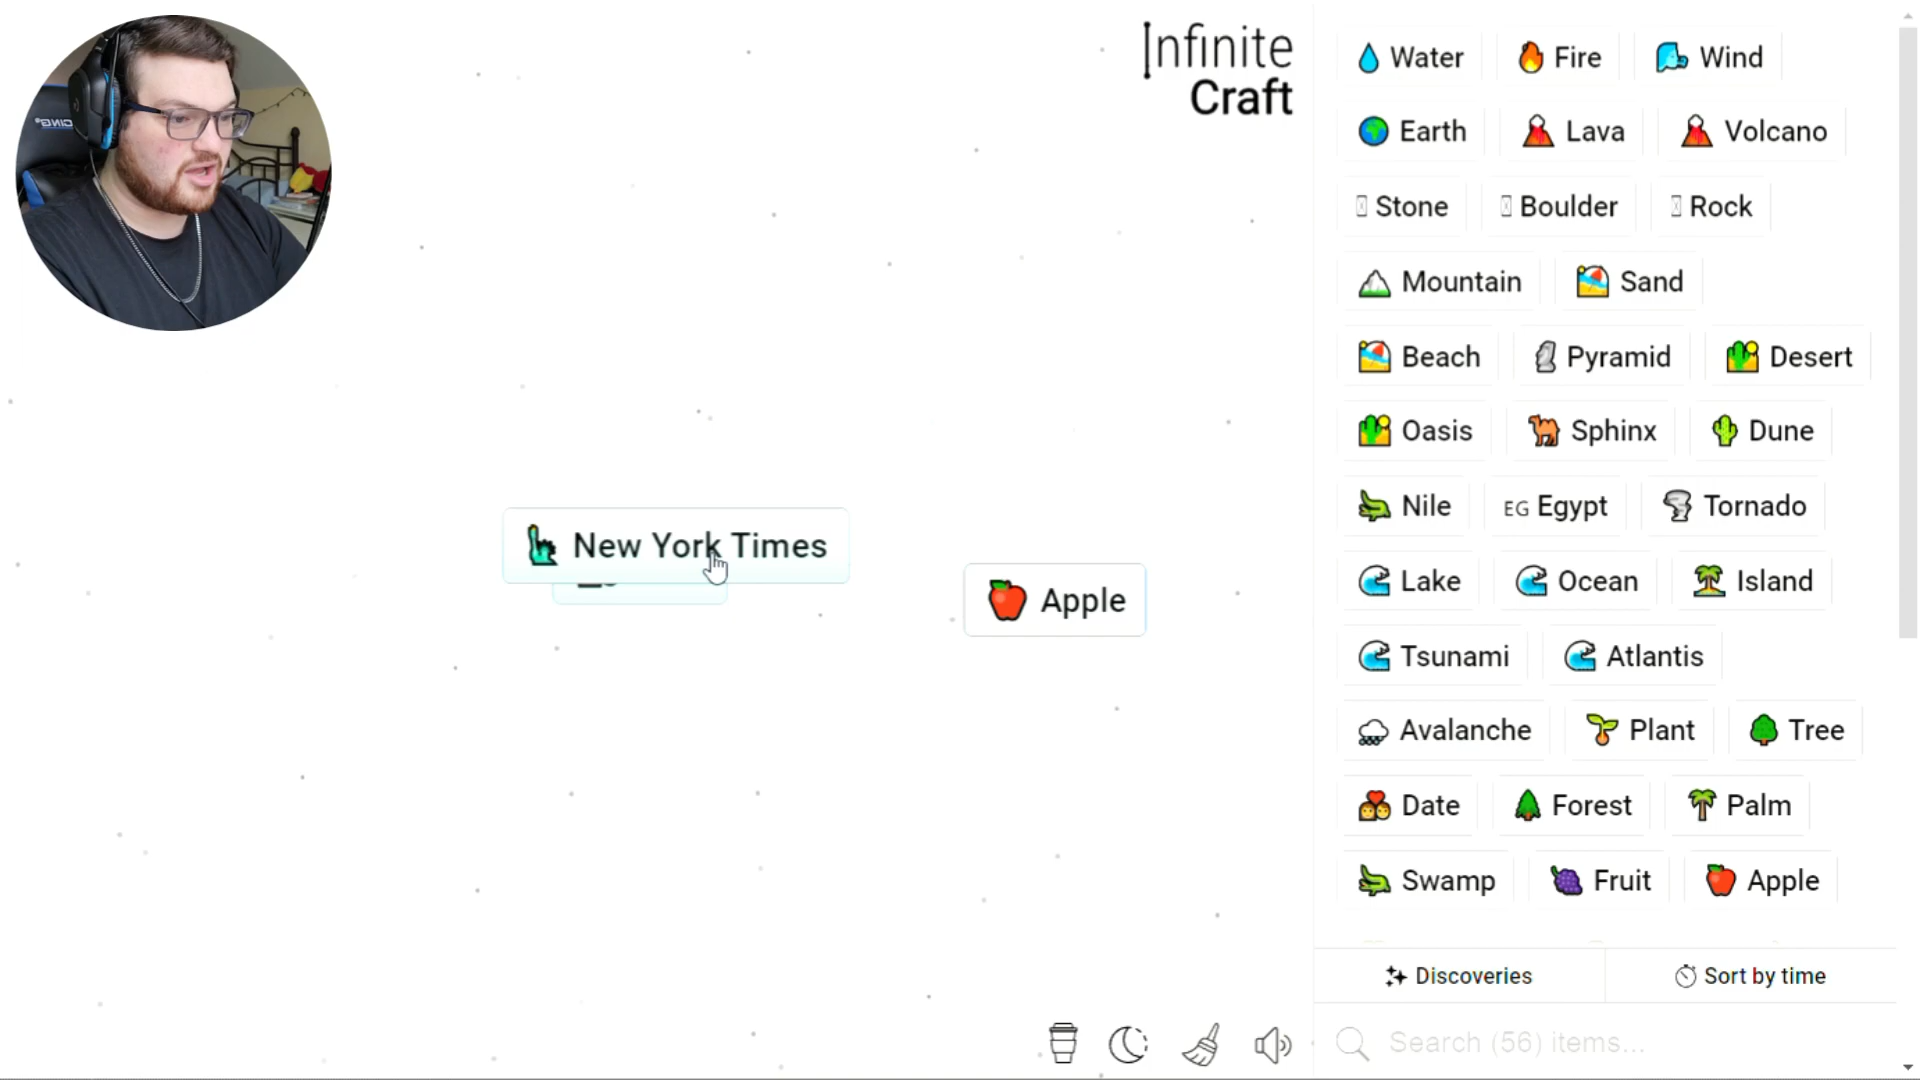 Infinite
Craft
Water Fire Wind
Earth Lava Volcano
Stone Boulder Rock
Mountain Sand
Beach Pyramid Desert
Oasis Sphinx Dune
Nile EG Egypt Tornado
New York Times
Lake Ocean Island
Apple
Tsunami Atlantis
Avalanche Plant Tree
Date Forest Palm
Swamp Fruit Apple
Discoveries Sort by time
Search (56) items...